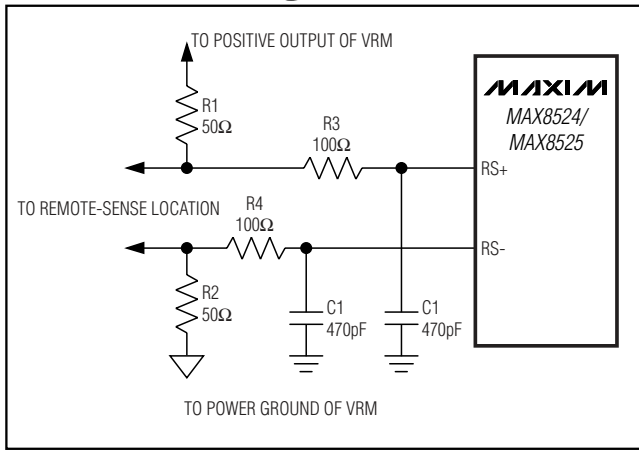 TO POSITIVE OUTPUT OF VRM
R1
50Ω
R3
100Ω
MAXIM
MAX8524/
MAX8525
RS+
TO REMOTE-SENSE LOCATION
R4
100Ω
RS-
R2
50Ω
C1
470pF
C1
470pF
TO POWER GROUND OF VRM